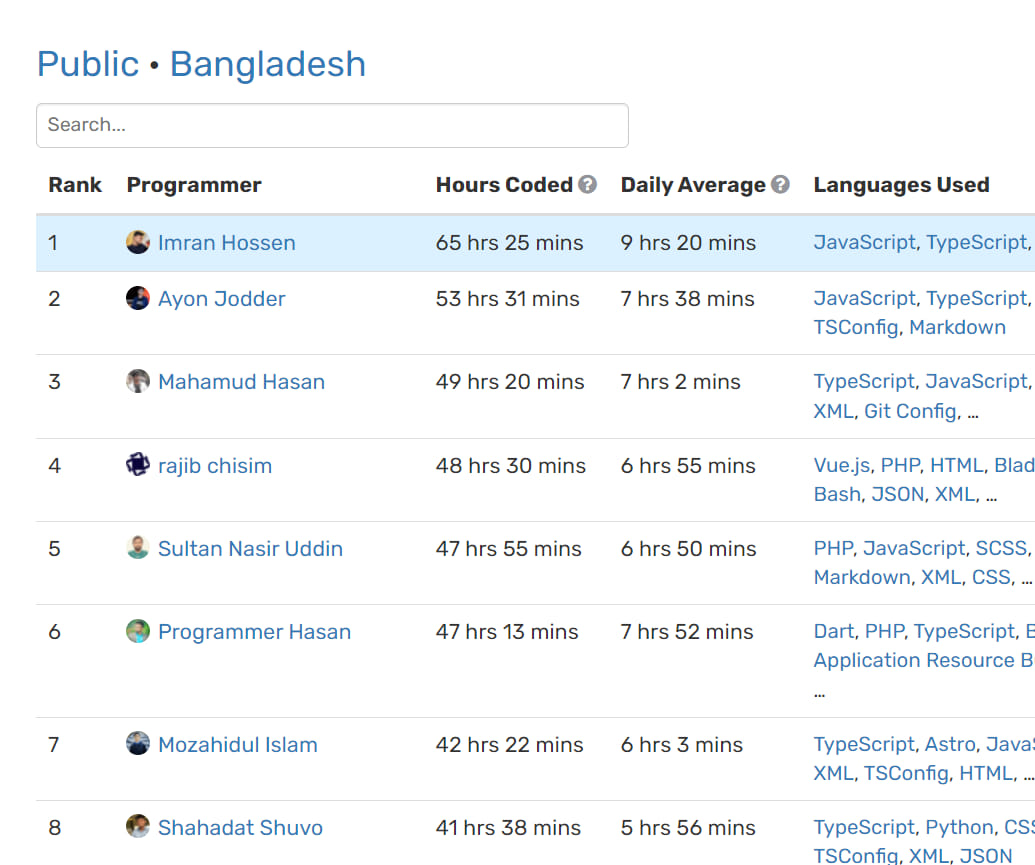 Public • Bangladesh
Search...
Rank Programmer Hours Coded Daily Average Languages Used
1 Imran Hossen 65 hrs 25 mins 9 hrs 20 mins JavaScript, TypeScript,
2 Ayon Jodder 53 hrs 31 mins 7 hrs 38 mins JavaScript, TypeScript,
TSConfig, Markdown
3 Mahamud Hasan 49 hrs 20 mins 7 hrs 2 mins TypeScript, JavaScript,
XML, Git Config, ...
4 rajib chisim 48 hrs 30 mins 6 hrs 55 mins Vue.js, PHP, HTML, Blad
Bash, JSON, XML, ...
5 Sultan Nasir Uddin 47 hrs 55 mins 6 hrs 50 mins PHP, JavaScript, SCSS,
Markdown, XML, CSS, ...
6 Programmer Hasan 47 hrs 13 mins 7 hrs 52 mins Dart, PHP, TypeScript,
Application Resource B
...
7 Mozahidul Islam 42 hrs 22 mins 6 hrs 3 mins TypeScript, Astro, Java
XML, TSConfig, HTML, ...
8 Shahadat Shuvo 41 hrs 38 mins 5 hrs 56 mins TypeScript, Python, CSS
TSConfig, XML, JSON